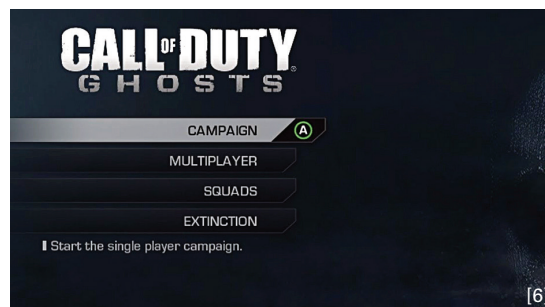 CALL OF DUTY
GHOSTS
CAMPAIGN A
MULTIPLAYER
SQUADS
EXTINCTION
Start the single player campaign.
[6